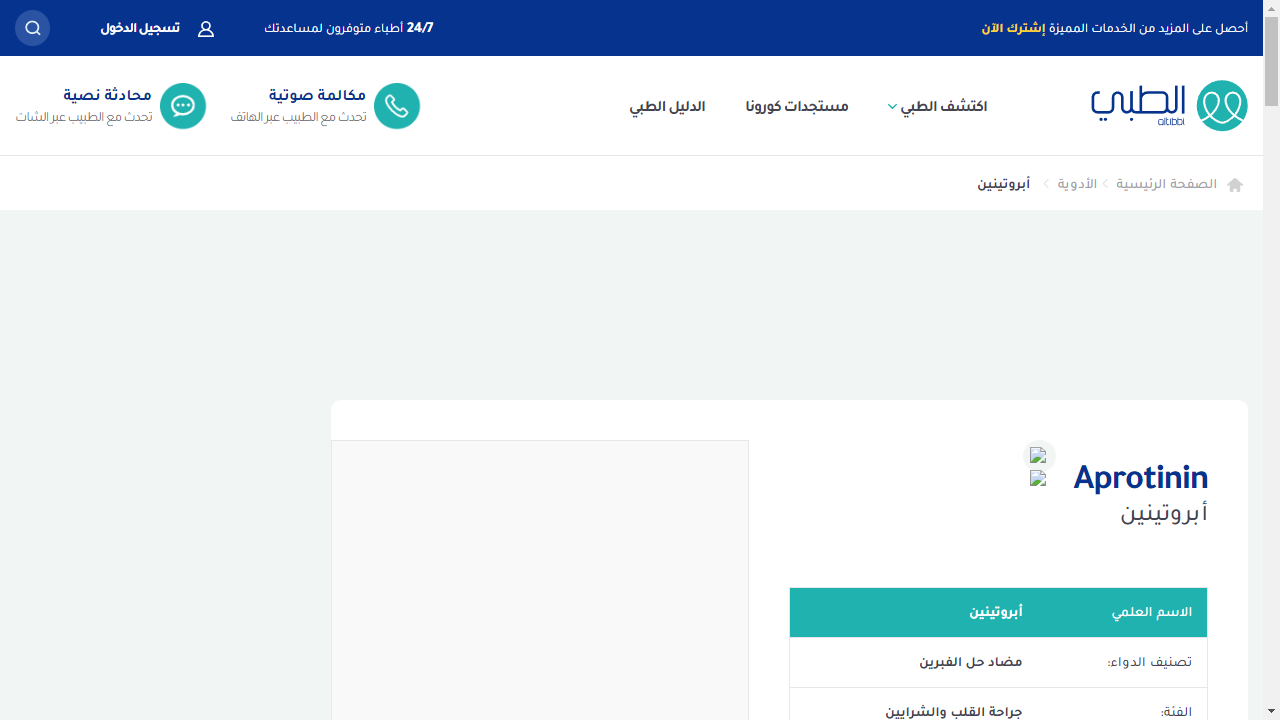 أحصل على المزيد من الخدمات المميزة إشترك الآن
24/7 أطباء متوفرون لمساعدتك
تسجيل الدخول
الطبي
altibbi
اكتشف الطبي
مستجدات كورونا
الدليل الطبي
مكالمة صوتية
تحدث مع الطبيب عبر الهاتف
محادثة نصية
تحدث مع الطبيب عبر الشات
الصفحة الرئيسية
الأدوية
أبروتينين
Aprotinin
أبروتينين
الاسم العلمي أبروتينين
تصنيف الدواء: مضاد حل الفبرين
الفئة: جراحة القلب والشرايين